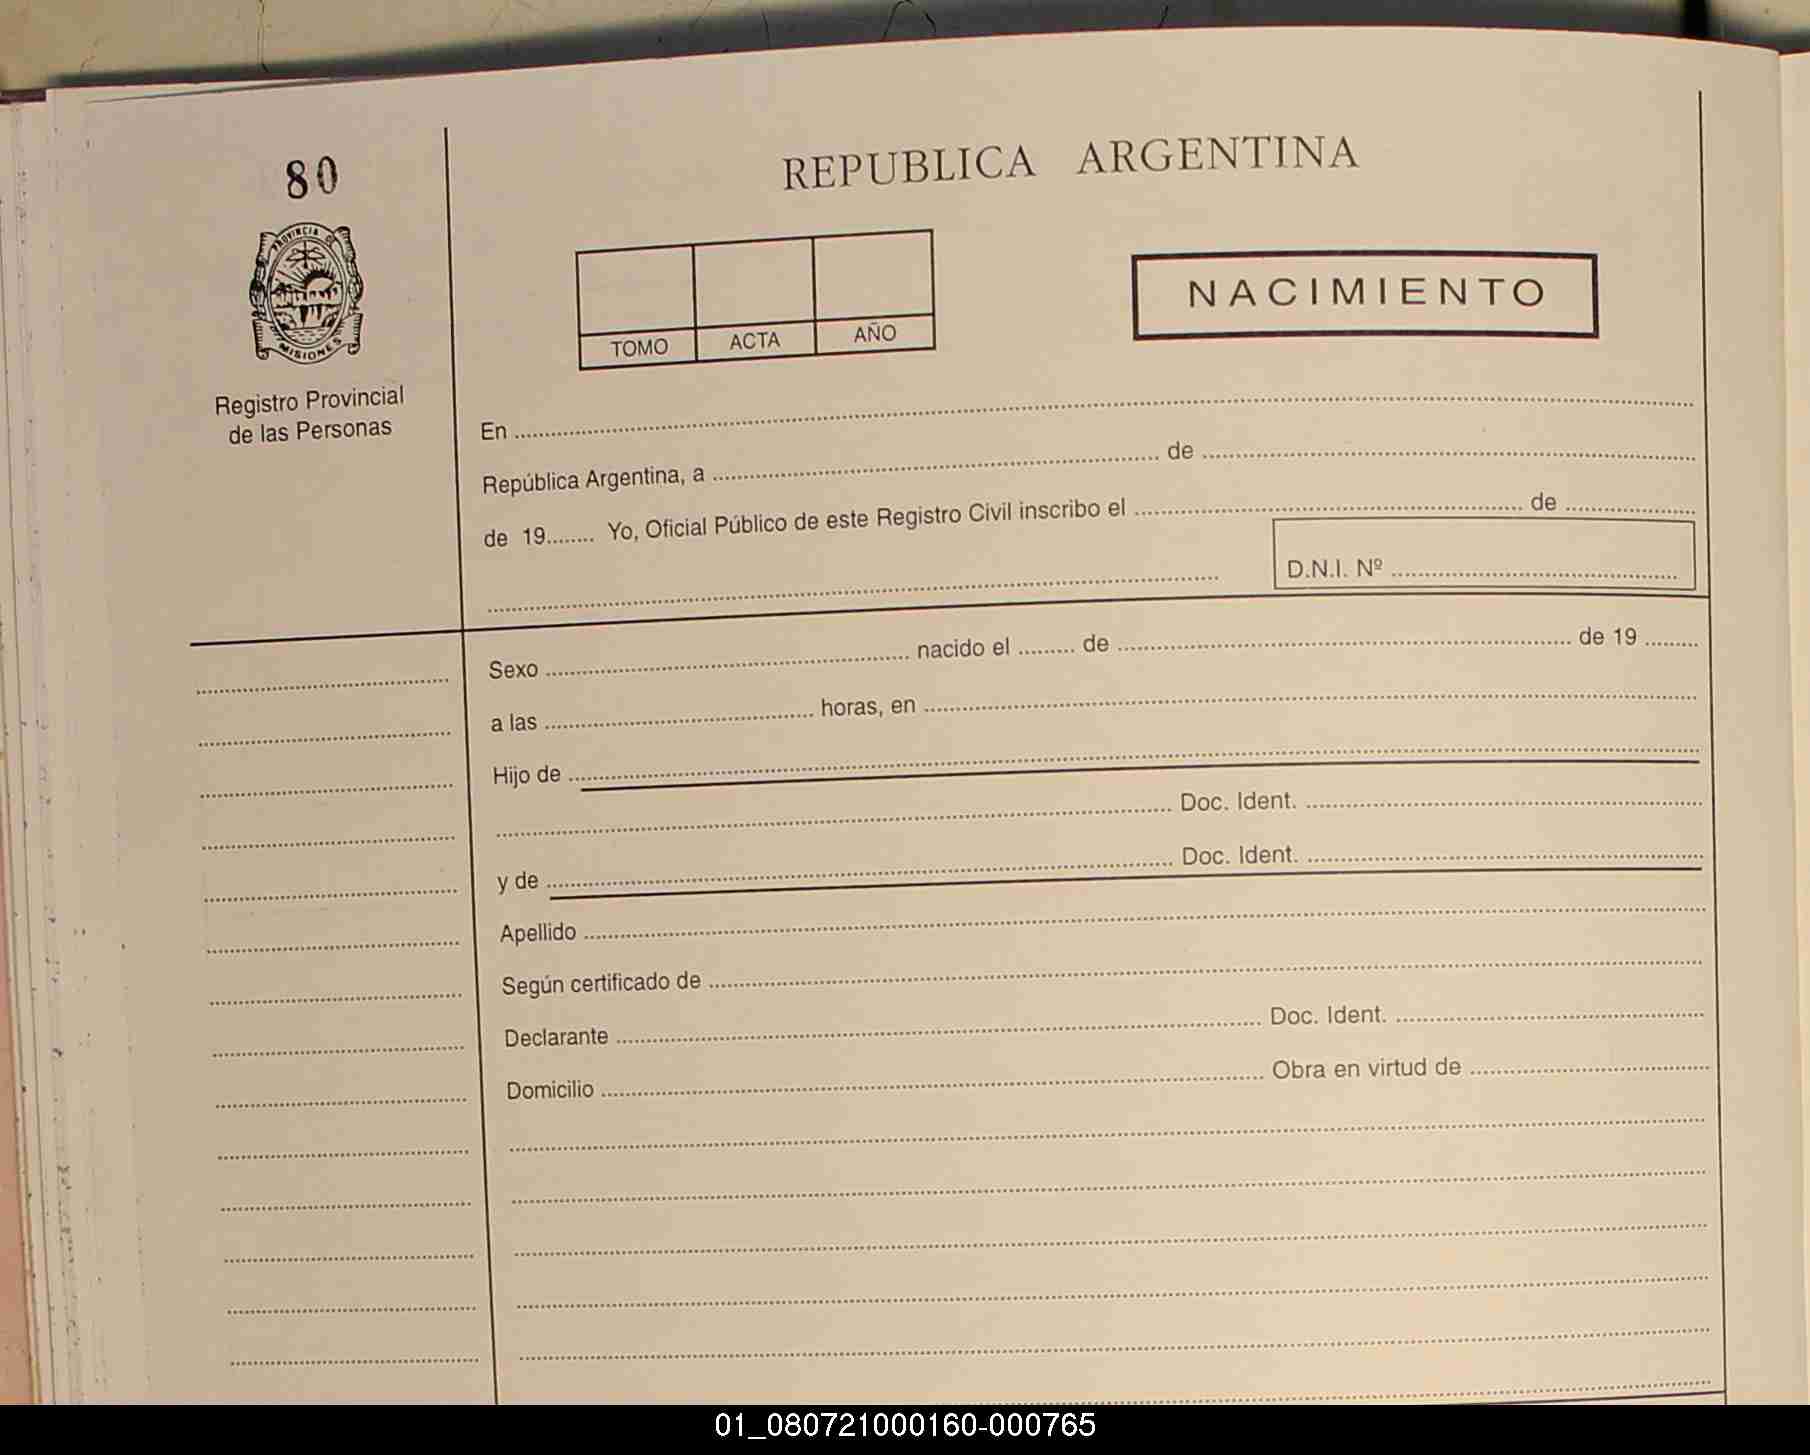 80
PROVINCIA DE
MISIONES
Registro Provincial
de las Personas
REPUBLICA ARGENTINA
TOMO ACTA AÑO
NACIMIENTO
En
República Argentina, a de
de 19 Yo, Oficial Público de este Registro Civil inscribo el de
D.N.I. Nº
Sexo nacido el de de 19
a las horas, en
Hijo de
Doc. Ident.
y de Doc. Ident.
Apellido
Según certificado de
Declarante Doc. Ident.
Domicilio Obra en virtud de
01_080721000160-000765